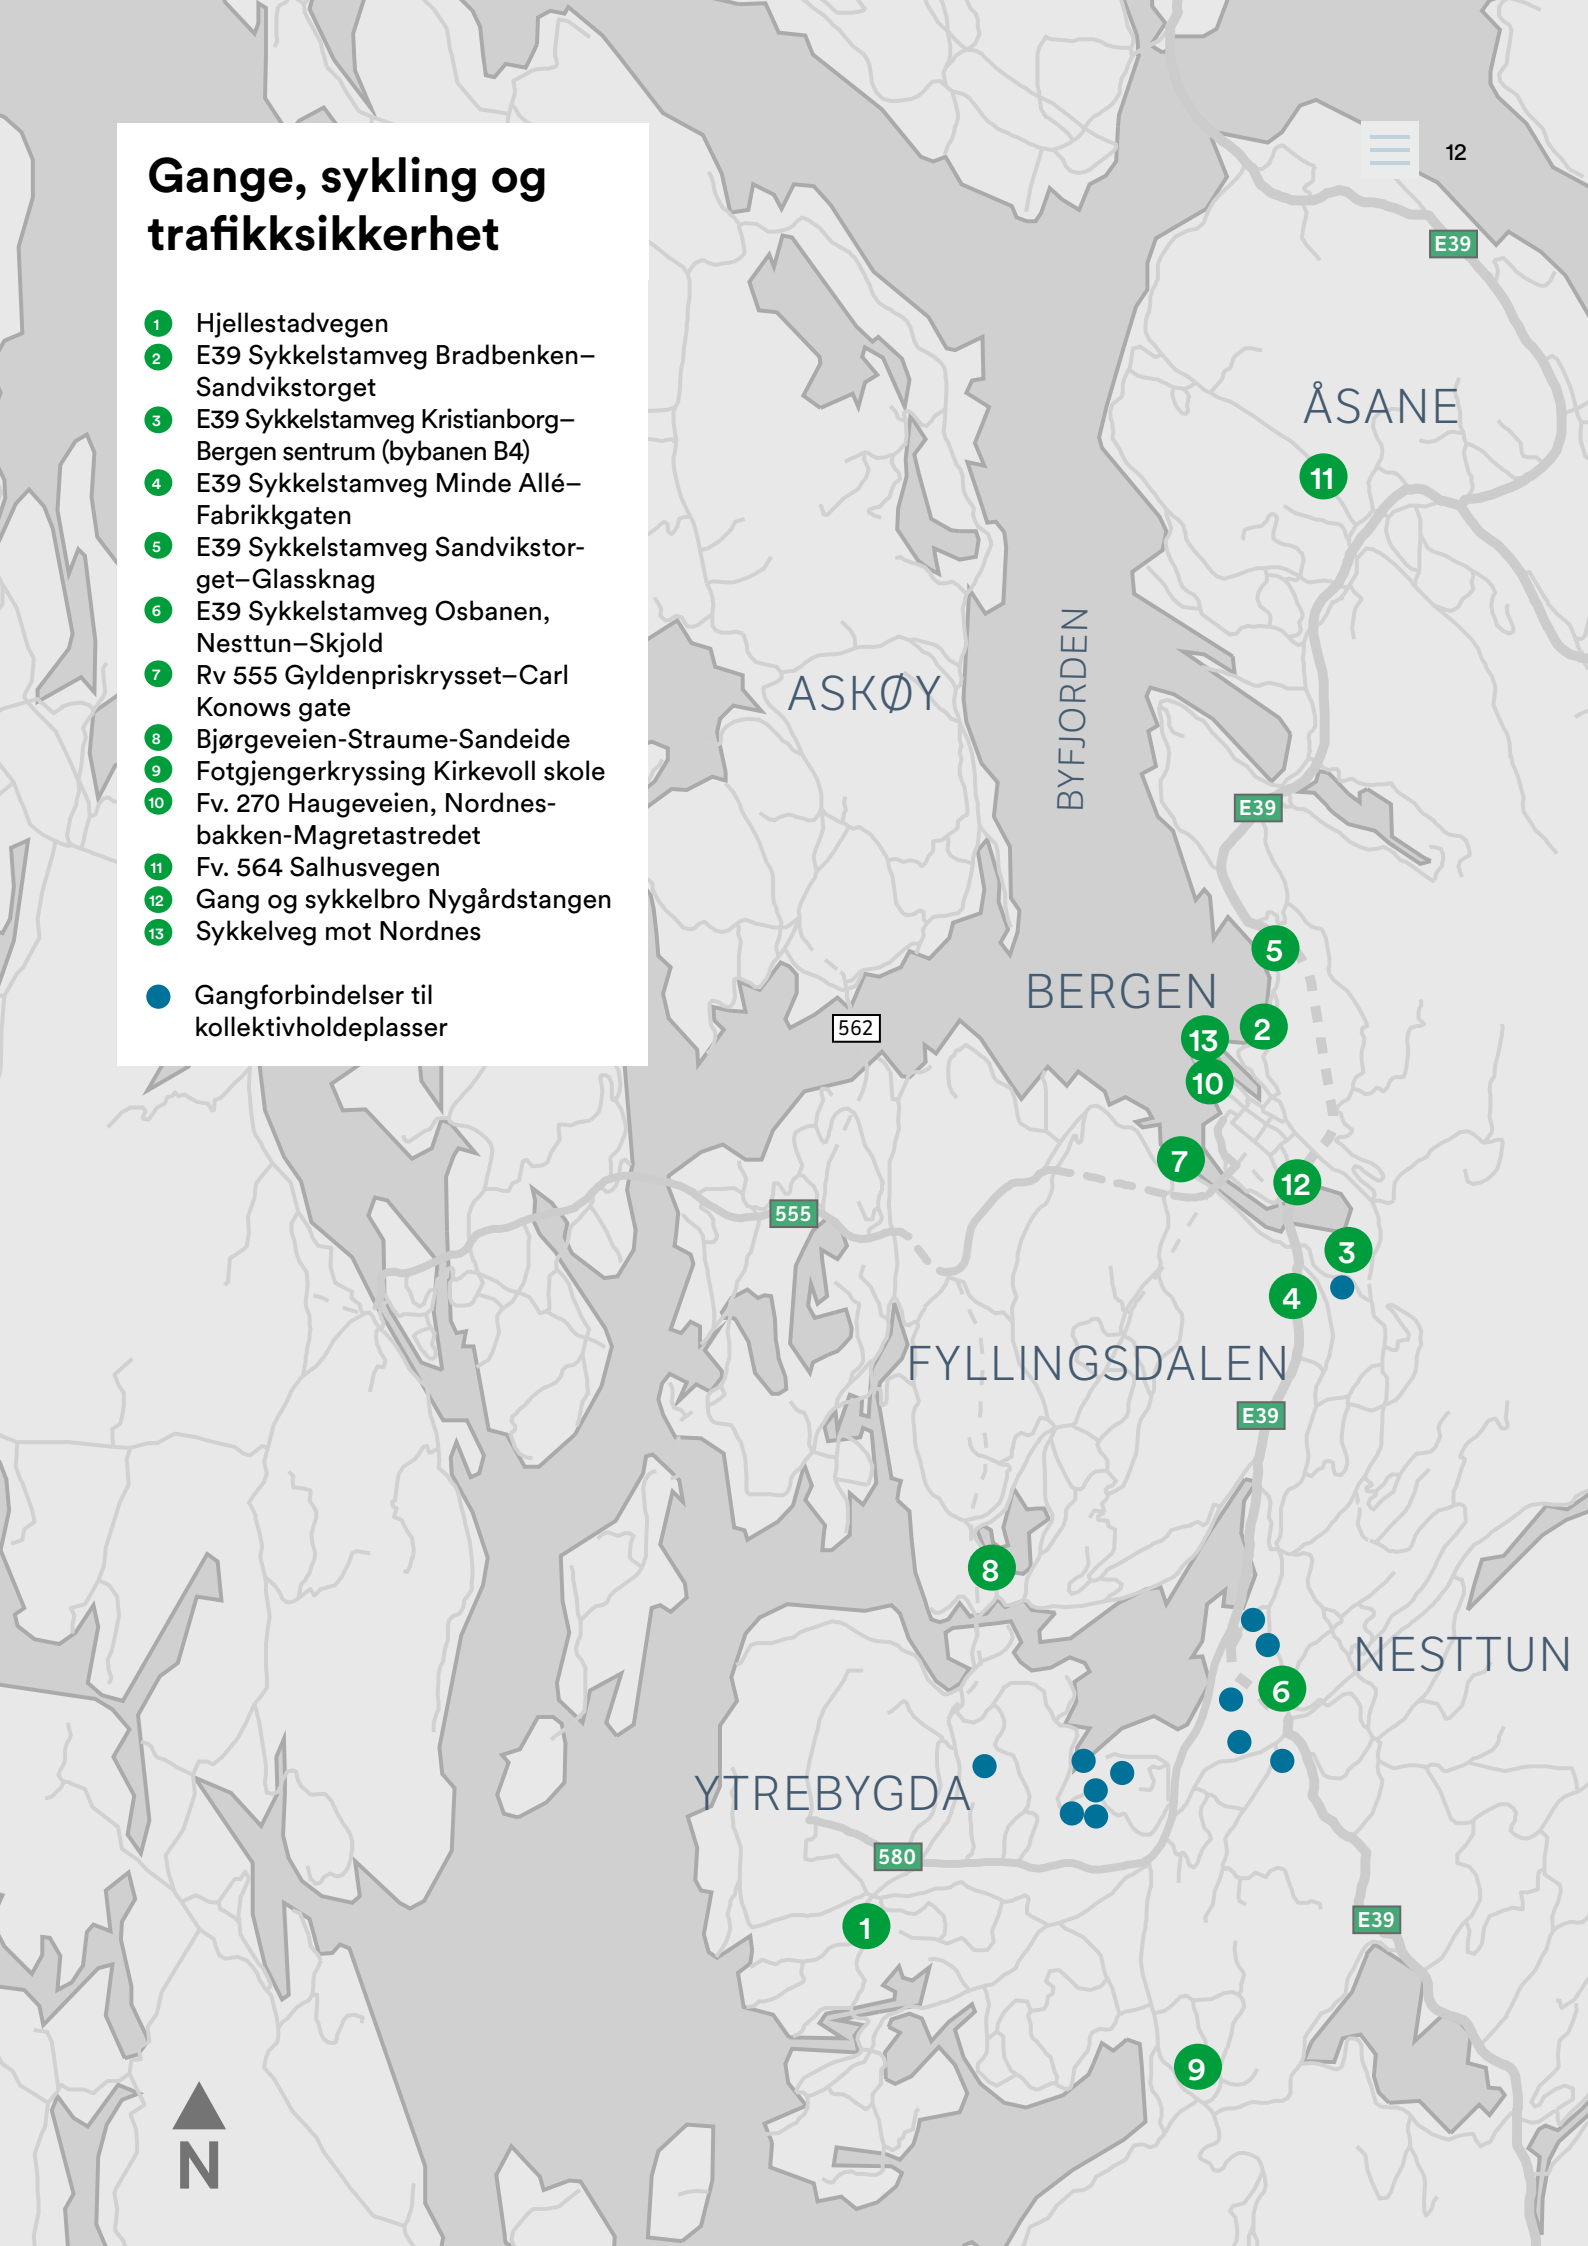 12
Gange, sykling og
trafikksikkerhet
1 Hjellestadvegen
2 E39 Sykkelstamveg Bradbenken–
Sandvikstorget
3 E39 Sykkelstamveg Kristianborg–
Bergen sentrum (bybanen B4)
4 E39 Sykkelstamveg Minde Allé–
Fabrikkgaten
5 E39 Sykkelstamveg Sandvikstor-
get–Glassknag
6 E39 Sykkelstamveg Osbanen,
Nesttun–Skjold
7 Rv 555 Gyldenpriskrysset–Carl
Konows gate
8 Bjørgeveien-Straume-Sandeide
9 Fotgjengerkryssing Kirkevoll skole
10 Fv. 270 Haugeveien, Nordnes-
bakken-Magretastredet
11 Fv. 564 Salhusvegen
12 Gang og sykkelbro Nygårdstangen
13 Sykkelveg mot Nordnes
Gangforbindelser til
kollektivholdeplasser
E39
ÅSANE
11
BYFJORDEN
ASKØY
E39
5
BERGEN
2
13
562
10
7
12
555
3
4
FYLLINGSDALEN
E39
8
NESTTUN
6
YTREBYGDA
580
E39
1
9
N